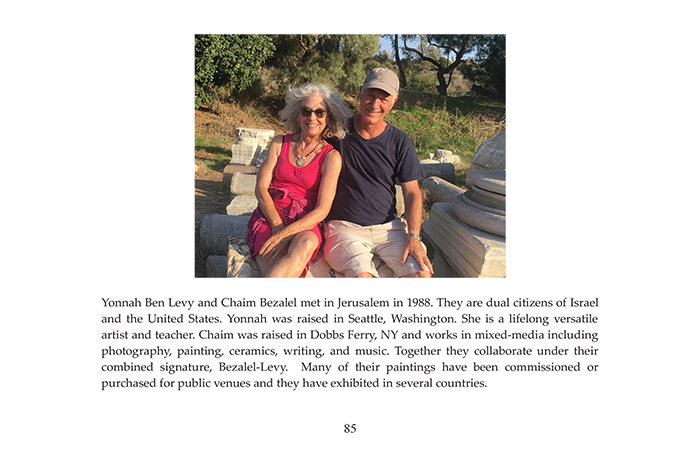 Yonnah Ben Levy and Chaim Bezalel met in Jerusalem in 1988. They are dual citizens of Israel
and the United States. Yonnah was raised in Seattle, Washington. She is a lifelong versatile
artist and teacher. Chaim was raised in Dobbs Ferry, NY and works in mixed-media including
photography, painting, ceramics, writing, and music. Together they collaborate under their
combined signature, Bezalel-Levy.  Many of their paintings have been commissioned or
purchased for public venues and they have exhibited in several countries.
85